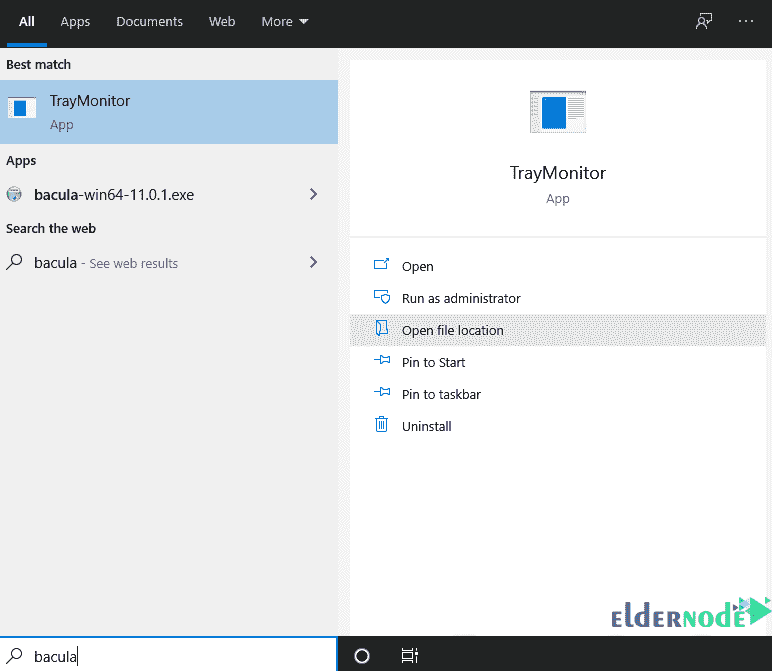 All Apps Documents Web More
Best match
TrayMonitor
App
Apps
bacula-win64-11.0.1.exe
Search the web
bacula - See web results
TrayMonitor
App
Open
Run as administrator
Open file location
Pin to Start
Pin to taskbar
Uninstall
ELDERNODE
bacula